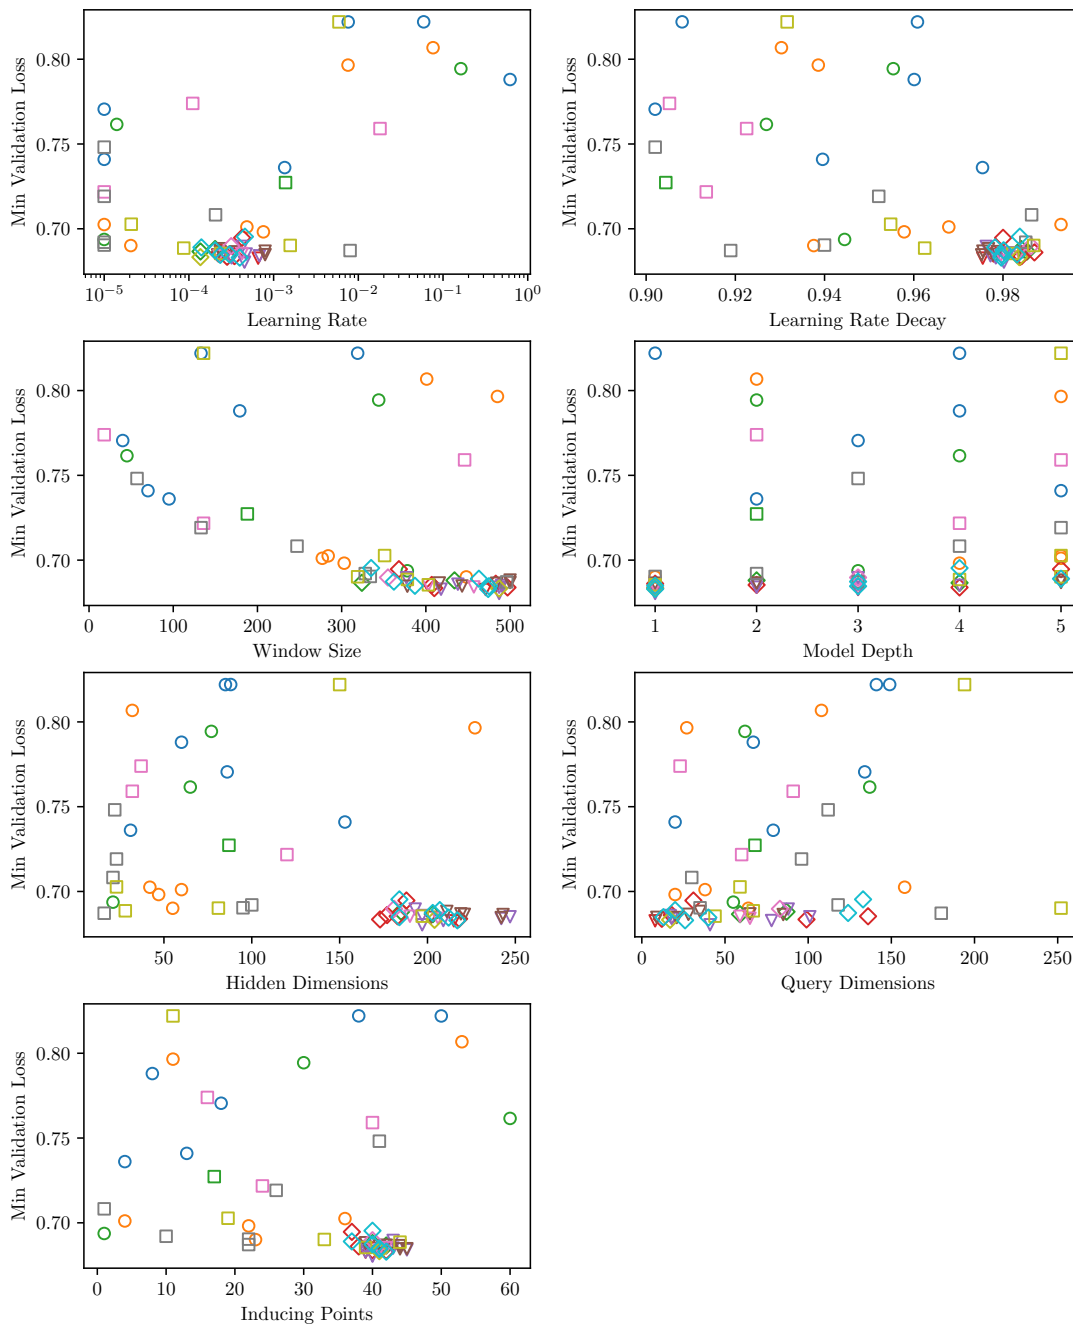 0.80
0.75
0.70
Min Validation Loss
10⁻⁵ 10⁻⁴ 10⁻³ 10⁻² 10⁻¹ 10⁰
Learning Rate
0.80
0.75
0.70
Min Validation Loss
0.90 0.92 0.94 0.96 0.98
Learning Rate Decay
0.80
0.75
0.70
Min Validation Loss
0 100 200 300 400 500
Window Size
0.80
0.75
0.70
Min Validation Loss
1 2 3 4 5
Model Depth
0.80
0.75
0.70
Min Validation Loss
50 100 150 200 250
Hidden Dimensions
0.80
0.75
0.70
Min Validation Loss
0 50 100 150 200 250
Query Dimensions
0.80
0.75
0.70
Min Validation Loss
0 10 20 30 40 50 60
Inducing Points